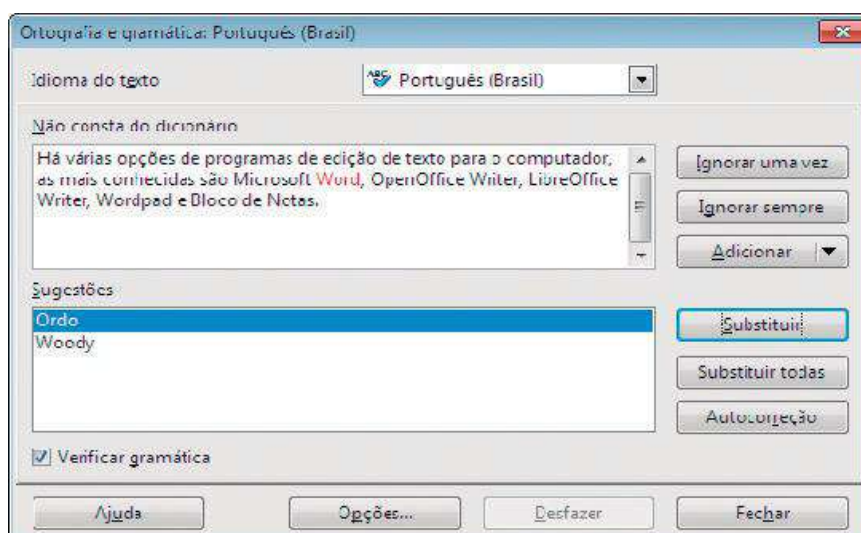 Ortografia e gramática: Português (Brasil)
Idioma do texto
Português (Brasil)
Não consta do dicionário
Há várias opções de programas de edição de texto para o computador,
as mais conhecidas são Microsoft Word, OpenOffice Writer, LibreOffice
Writer, Wordpad e Bloco de Notas.
Ignorar uma vez
Ignorar sempre
Adicionar
Sugestões
Ordo
Woody
Substituir
Substituir todas
Autocorreção
Verificar gramática
Ajuda
Opções...
Desfazer
Fechar